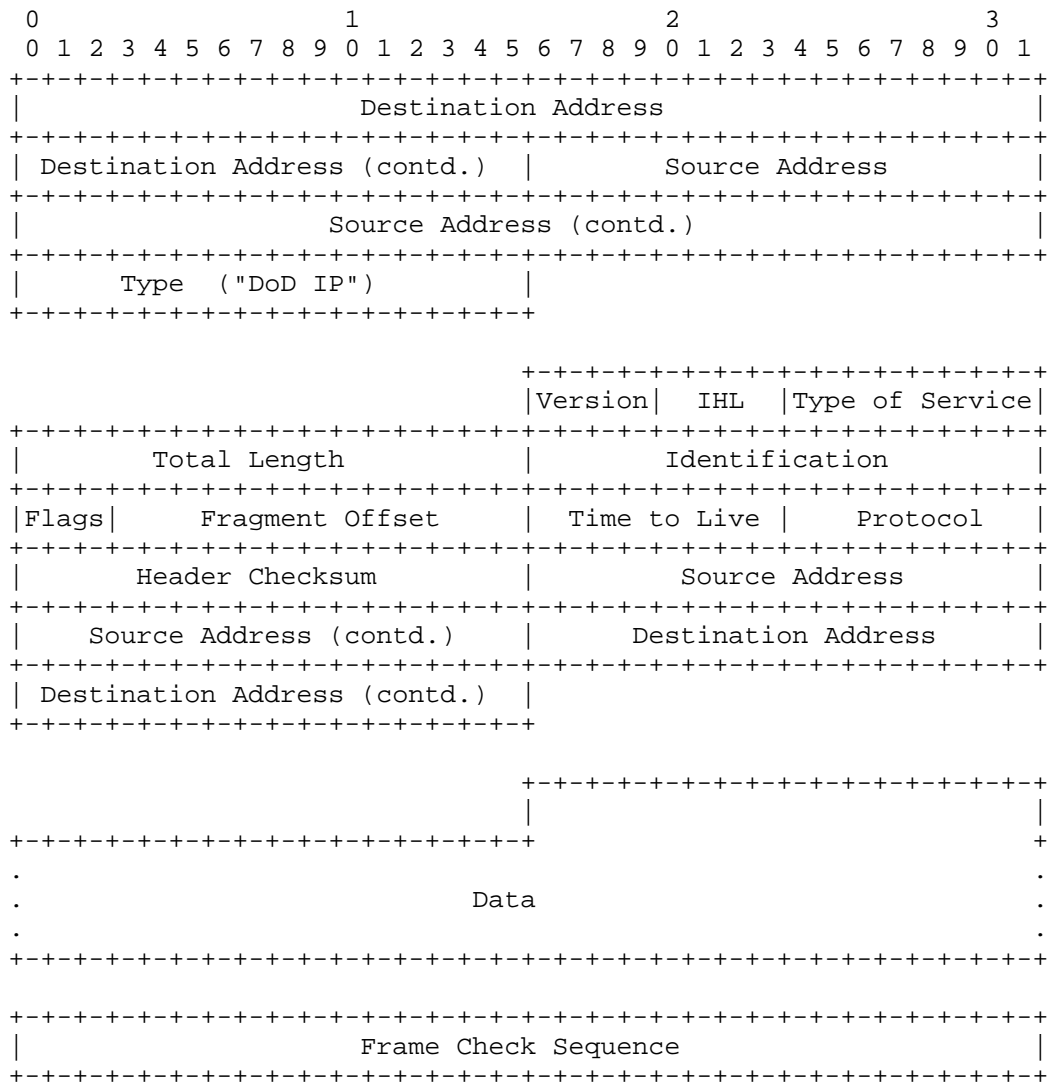 0                   1                   2                   3
 0 1 2 3 4 5 6 7 8 9 0 1 2 3 4 5 6 7 8 9 0 1 2 3 4 5 6 7 8 9 0 1
+-+-+-+-+-+-+-+-+-+-+-+-+-+-+-+-+-+-+-+-+-+-+-+-+-+-+-+-+-+-+-+-+
|                     Destination Address                       |
+-+-+-+-+-+-+-+-+-+-+-+-+-+-+-+-+-+-+-+-+-+-+-+-+-+-+-+-+-+-+-+-+
| Destination Address (contd.)  |        Source Address         |
+-+-+-+-+-+-+-+-+-+-+-+-+-+-+-+-+-+-+-+-+-+-+-+-+-+-+-+-+-+-+-+-+
|                   Source Address (contd.)                     |
+-+-+-+-+-+-+-+-+-+-+-+-+-+-+-+-+-+-+-+-+-+-+-+-+-+-+-+-+-+-+-+-+
|      Type  ("DoD IP")         |
+-+-+-+-+-+-+-+-+-+-+-+-+-+-+-+-+
                                +-+-+-+-+-+-+-+-+-+-+-+-+-+-+-+-+
                                |Version|  IHL  |Type of Service|
+-+-+-+-+-+-+-+-+-+-+-+-+-+-+-+-+-+-+-+-+-+-+-+-+-+-+-+-+-+-+-+-+
|        Total Length           |        Identification         |
+-+-+-+-+-+-+-+-+-+-+-+-+-+-+-+-+-+-+-+-+-+-+-+-+-+-+-+-+-+-+-+-+
|Flags|     Fragment Offset     |  Time to Live |    Protocol   |
+-+-+-+-+-+-+-+-+-+-+-+-+-+-+-+-+-+-+-+-+-+-+-+-+-+-+-+-+-+-+-+-+
|       Header Checksum         |         Source Address        |
+-+-+-+-+-+-+-+-+-+-+-+-+-+-+-+-+-+-+-+-+-+-+-+-+-+-+-+-+-+-+-+-+
|    Source Address (contd.)    |      Destination Address      |
+-+-+-+-+-+-+-+-+-+-+-+-+-+-+-+-+-+-+-+-+-+-+-+-+-+-+-+-+-+-+-+-+
| Destination Address (contd.)  |
+-+-+-+-+-+-+-+-+-+-+-+-+-+-+-+-+
                                +-+-+-+-+-+-+-+-+-+-+-+-+-+-+-+-+
                                |                               |
+-+-+-+-+-+-+-+-+-+-+-+-+-+-+-+-+                               +
.                                                               .
.                            Data                               .
.                                                               .
+-+-+-+-+-+-+-+-+-+-+-+-+-+-+-+-+-+-+-+-+-+-+-+-+-+-+-+-+-+-+-+-+
+-+-+-+-+-+-+-+-+-+-+-+-+-+-+-+-+-+-+-+-+-+-+-+-+-+-+-+-+-+-+-+-+
|                     Frame Check Sequence                      |
+-+-+-+-+-+-+-+-+-+-+-+-+-+-+-+-+-+-+-+-+-+-+-+-+-+-+-+-+-+-+-+-+